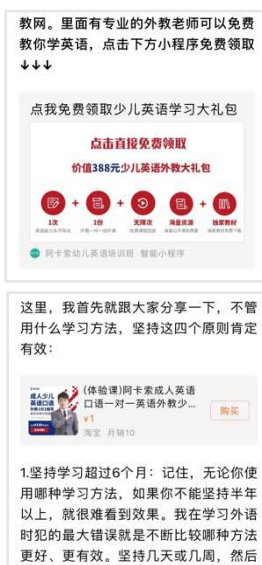 教网。里面有专业的外教老师可以免费
教你学英语，点击下方小程序免费领取
↓↓↓
点我免费领取少儿英语学习大礼包
点击直接免费领取
价值388元少儿英语外教大礼包
1次 1份 无限次 海量资源 独家教材
阿卡索幼儿英语培训班 智能小程序
这里，我首先就跟大家分享一下，不管
用什么学习方法，坚持这四个原则肯定
有效：
成人少儿
英语口语
(体验课)阿卡索成人英语
口语一对一英语外教少...
¥1
购买
淘宝 月销10
1.坚持学习超过6个月：记住，无论你使
用哪种学习方法，如果你不能坚持半年
以上，就很难看到效果。我在学习外语
时犯的最大错误就是不断比较哪种方法
更好、更有效。坚持几天或几周，然后